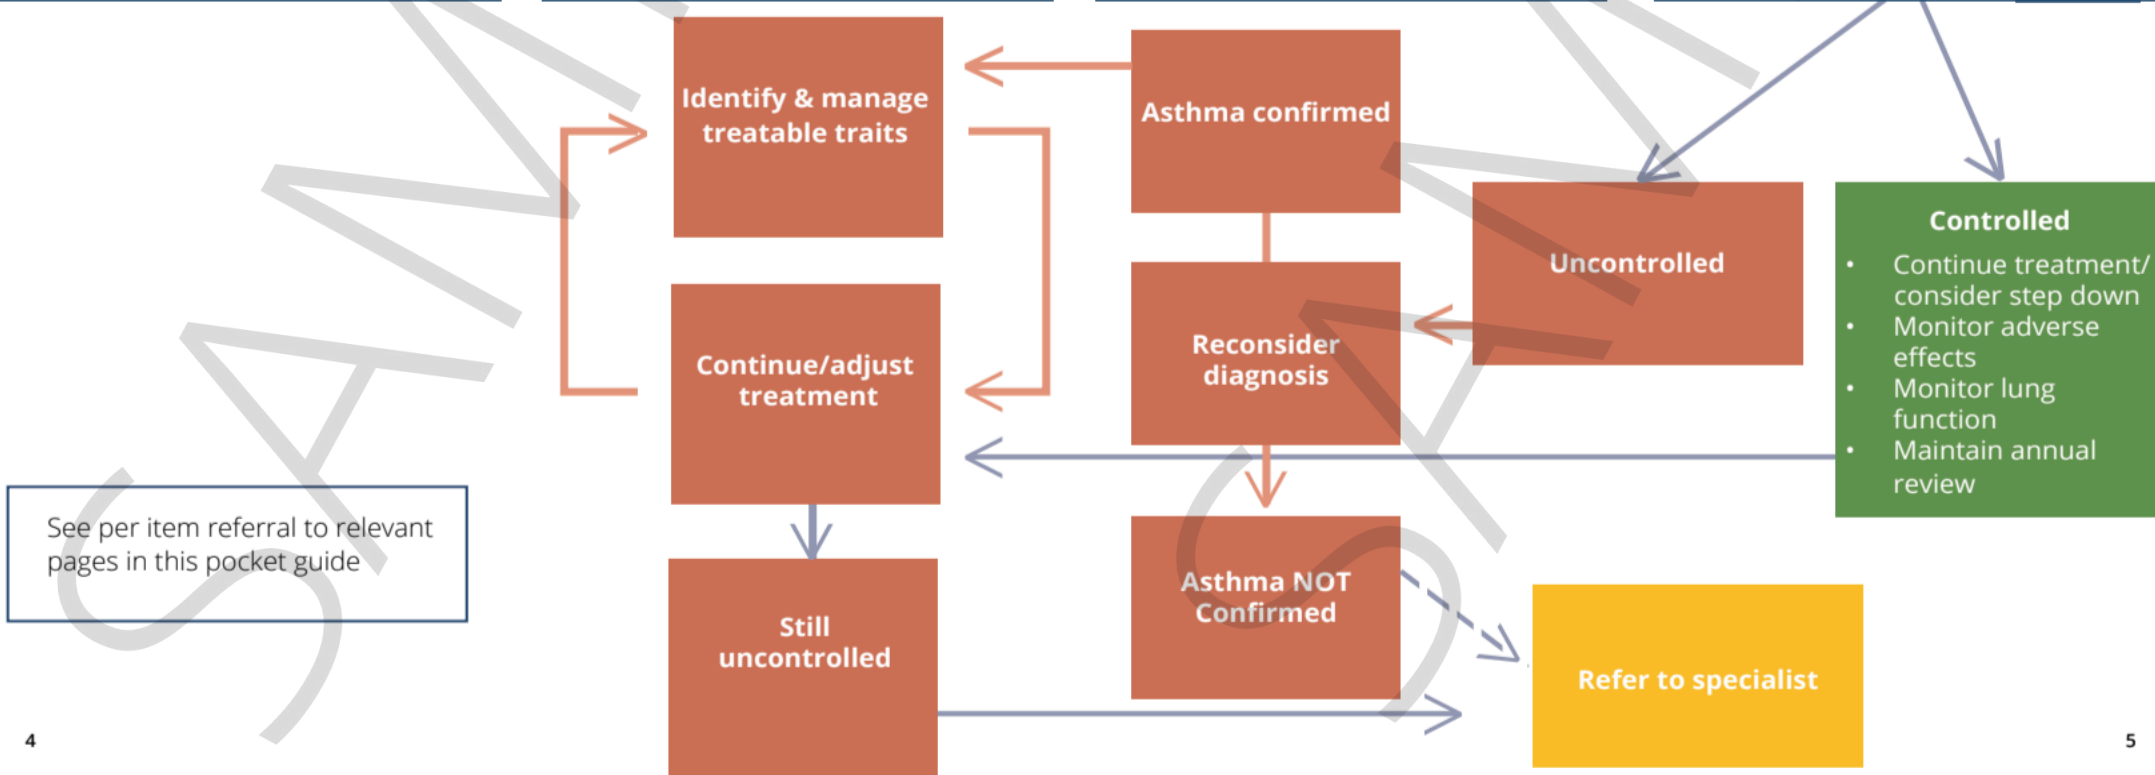 Identify & manage
treatable traits
Asthma confirmed
Uncontrolled
Controlled
• Continue treatment/
consider step down
• Monitor adverse
effects
• Monitor lung
function
• Maintain annual
review
Reconsider
diagnosis
Continue/adjust
treatment
See per item referral to relevant
pages in this pocket guide
Asthma NOT
Confirmed
Still
uncontrolled
Refer to specialist
4
5
SAM
SAM